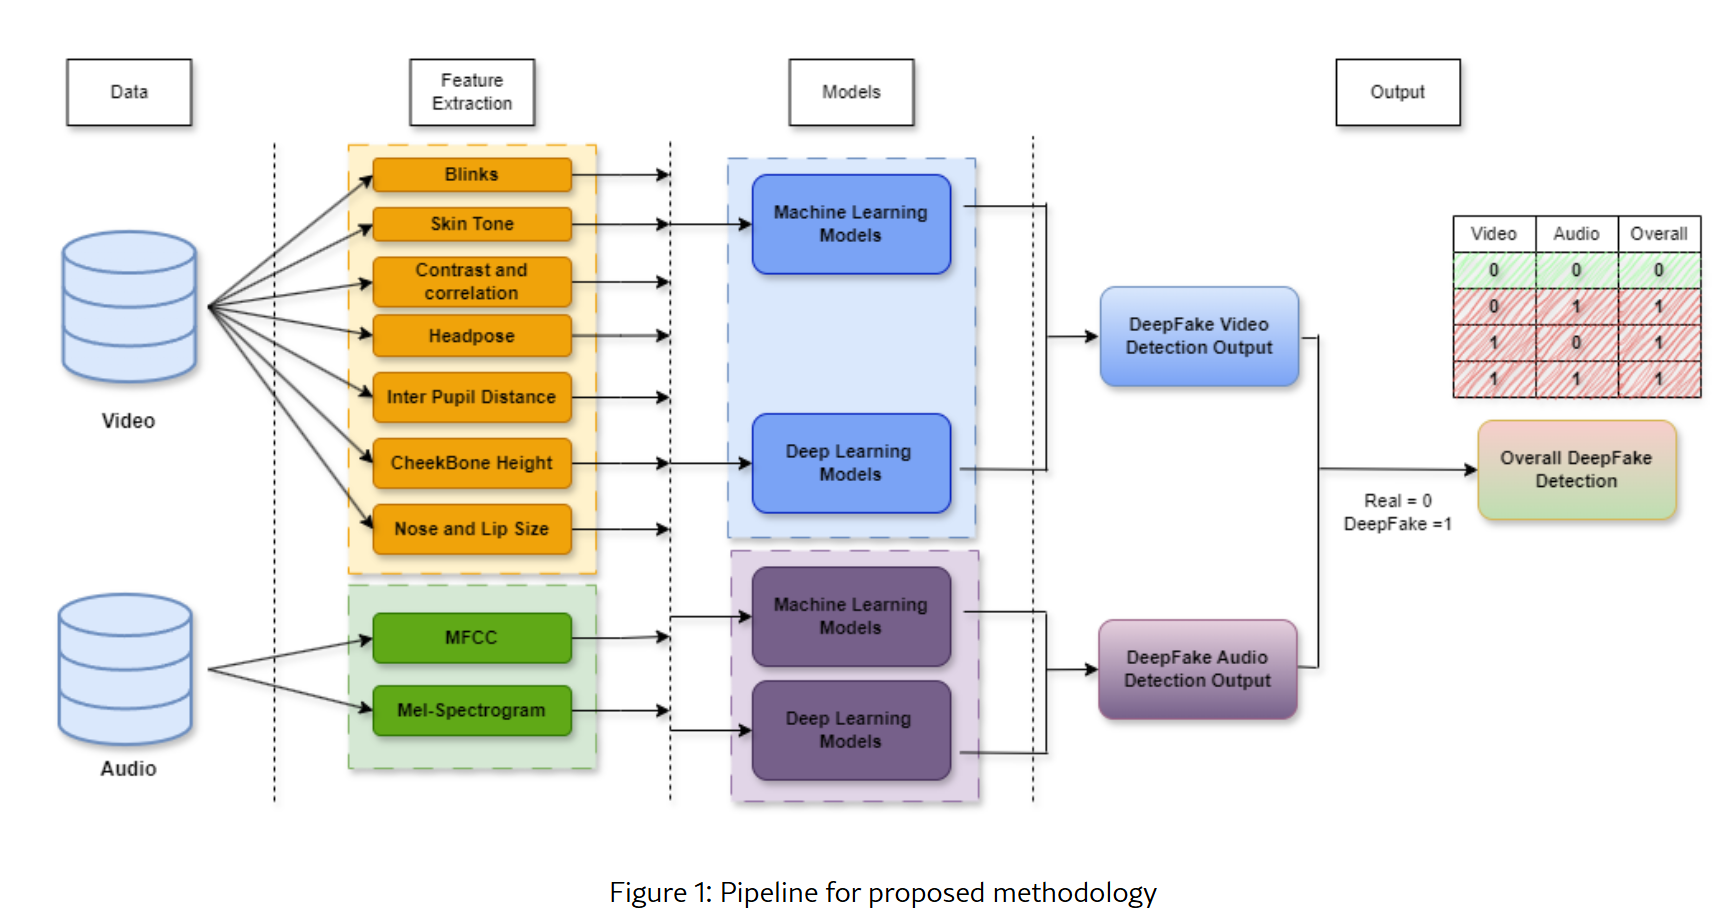 Data
Feature
Extraction
Models
Output
Video
Blinks
Skin Tone
Contrast and
correlation
Headpose
Inter Pupil Distance
CheekBone Height
Nose and Lip Size
Machine Learning
Models
Deep Learning
Models
DeepFake Video
Detection Output
Audio
MFCC
Mel-Spectrogram
Machine Learning
Models
Deep Learning
Models
DeepFake Audio
Detection Output
Video Audio Overall
0 0 0
0 1 1
1 0 1
1 1 1
Real = 0
DeepFake =1
Overall DeepFake
Detection
Figure 1: Pipeline for proposed methodology